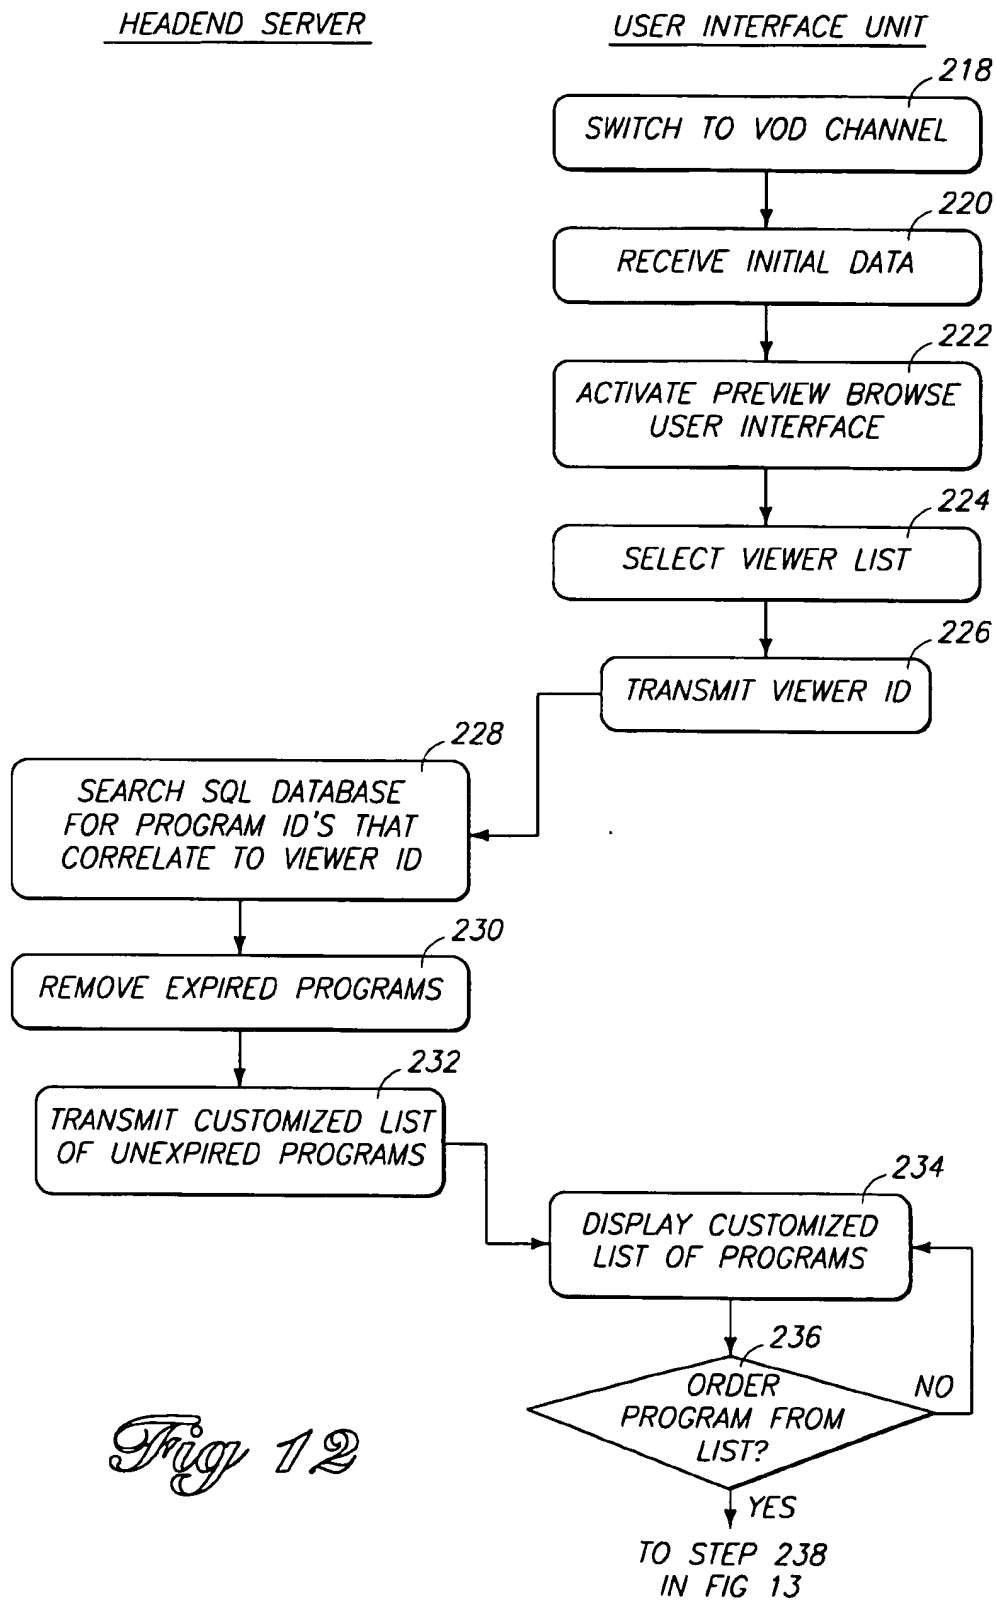 HEADEND SERVER
USER INTERFACE UNIT
218
SWITCH TO VOD CHANNEL
220
RECEIVE INITIAL DATA
222
ACTIVATE PREVIEW BROWSE
USER INTERFACE
224
SELECT VIEWER LIST
226
TRANSMIT VIEWER ID
228
SEARCH SQL DATABASE
FOR PROGRAM ID'S THAT
CORRELATE TO VIEWER ID
230
REMOVE EXPIRED PROGRAMS
232
TRANSMIT CUSTOMIZED LIST
OF UNEXPIRED PROGRAMS
234
DISPLAY CUSTOMIZED
LIST OF PROGRAMS
236
ORDER
PROGRAM FROM
LIST?
NO
YES
TO STEP 238
IN FIG 13
Fig 12